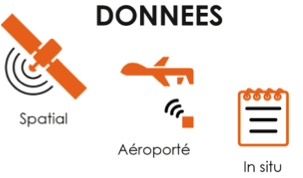 DONNEES
Spatial
Aéroporté
In situ